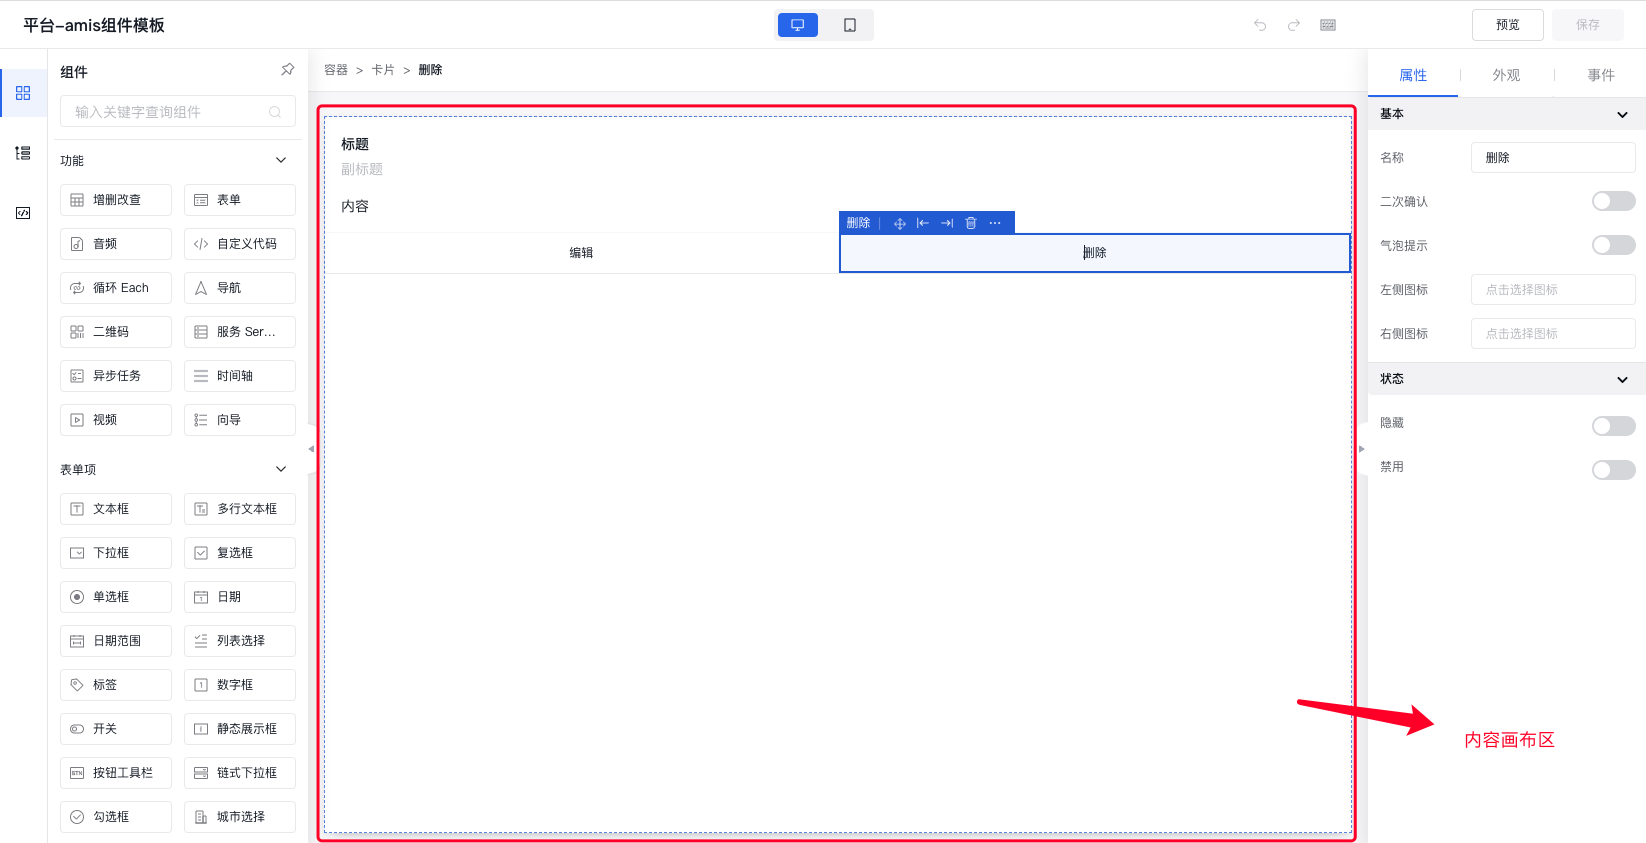 平台-amis组件模板
预览
保存
组件
输入关键字查询组件
功能
增删改查
表单
音频
自定义代码
循环 Each
导航
二维码
服务 Ser...
异步任务
时间轴
视频
向导
表单项
文本框
多行文本框
下拉框
复选框
单选框
日期
日期范围
列表选择
标签
数字框
开关
静态展示框
BTN
按钮工具栏
链式下拉框
勾选框
城市选择
容器 > 卡片 > 删除
标题
副标题
内容
删除
编辑
删除
属性
外观
事件
基本
名称
删除
二次确认
气泡提示
左侧图标
点击选择图标
右侧图标
点击选择图标
状态
隐藏
禁用
内容画布区